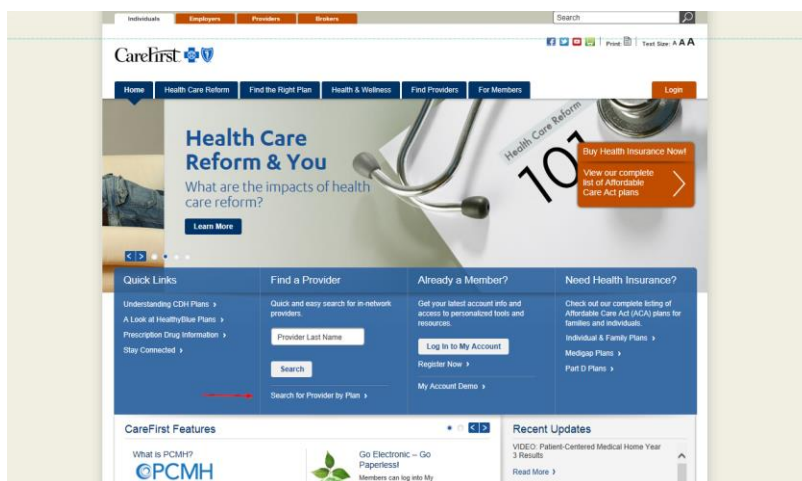 Individuals
Employers
Providers
Brokers
Search
Print:
Text Size: A A A
CareFirst
Home
Health Care Reform
Find the Right Plan
Health & Wellness
Find Providers
For Members
Login
Health Care
Reform & You
What are the impacts of health
care reform?
Learn More
Health Care Reform
101
Buy Health Insurance Now!
View our complete
list of Affordable
Care Act plans
Quick Links
Understanding CDH Plans
A Look at HealthyBlue Plans
Prescription Drug Information
Stay Connected
Find a Provider
Quick and easy search for in-network
providers.
Provider Last Name
Search
Search for Provider by Plan
Already a Member?
Get your latest account info and
access to personalized tools and
resources.
Log In to My Account
Register Now
My Account Demo
Need Health Insurance?
Check out our complete listing of
Affordable Care Act (ACA) plans for
families and individuals.
Individual & Family Plans
Medigap Plans
Part D Plans
CareFirst Features
What is PCMH?
PCMH
Go Electronic – Go
Paperless!
Members can log into My
Recent Updates
VIDEO: Patient-Centered Medical Home Year
3 Results
Read More